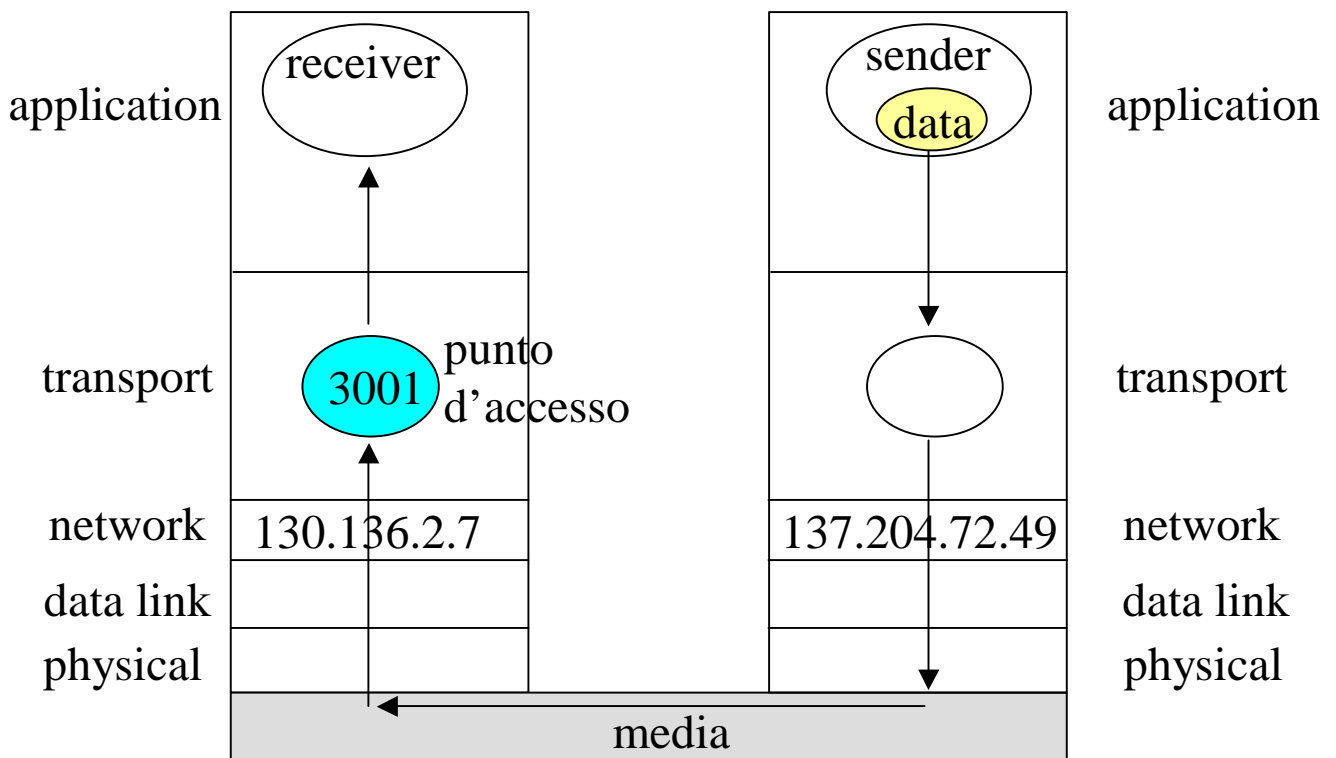 receiver
sender
application
data
application
punto
transport
3001
d’accesso
transport
network
130.136.2.7
137.204.72.49
network
data link
data link
physical
physical
media